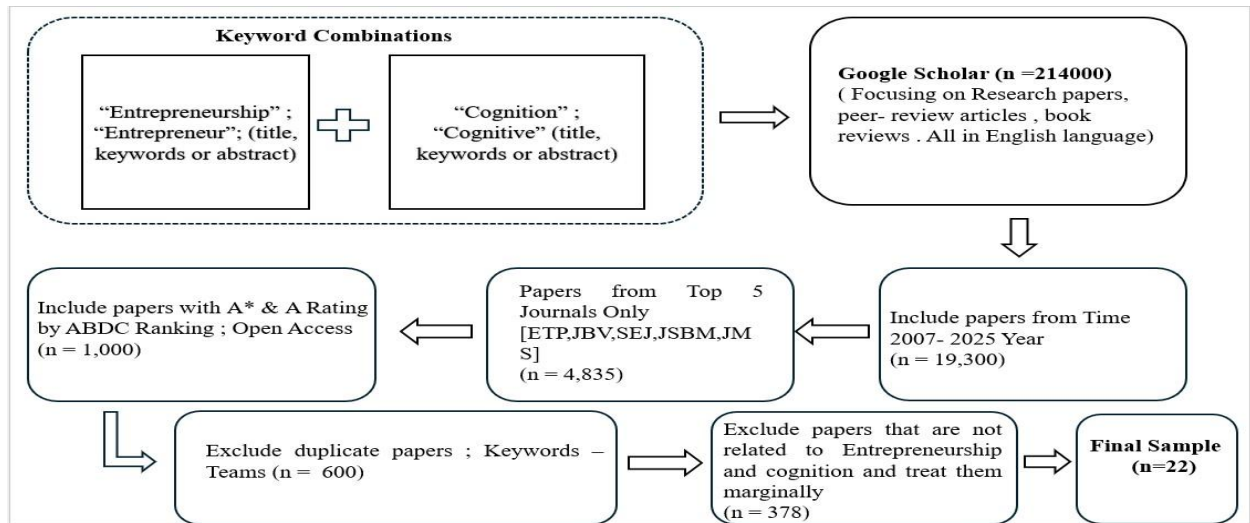 Keyword Combinations
“Entrepreneurship” ;
“Entrepreneur”; (title,
keywords or abstract)
“Cognition” ;
“Cognitive” (title,
keywords or abstract)
Google Scholar (n =214000)
( Focusing on Research papers,
peer- review articles , book
reviews . All in English language)
Include papers from Time
2007- 2025 Year
(n = 19,300)
Papers from Top 5
Journals Only
[ETP,JBV,SEJ,JSBM,JM
S]
(n = 4,835)
Include papers with A* & A Rating
by ABDC Ranking ; Open Access
(n = 1,000)
Exclude duplicate papers ; Keywords –
Teams (n = 600)
Exclude papers that are not
related to Entrepreneurship
and cognition and treat them
marginally
(n = 378)
Final Sample
(n=22)